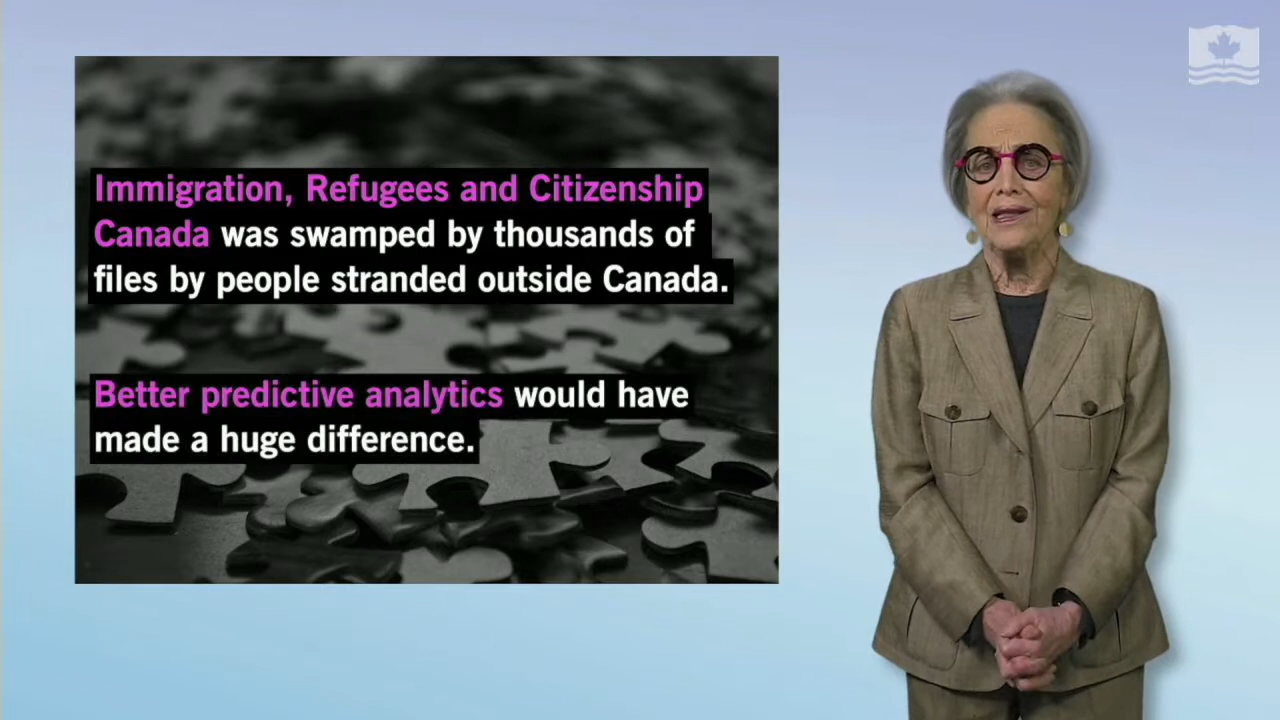 Immigration, Refugees and Citizenship
Canada was swamped by thousands of
files by people stranded outside Canada.
Better predictive analytics would have
made a huge difference.